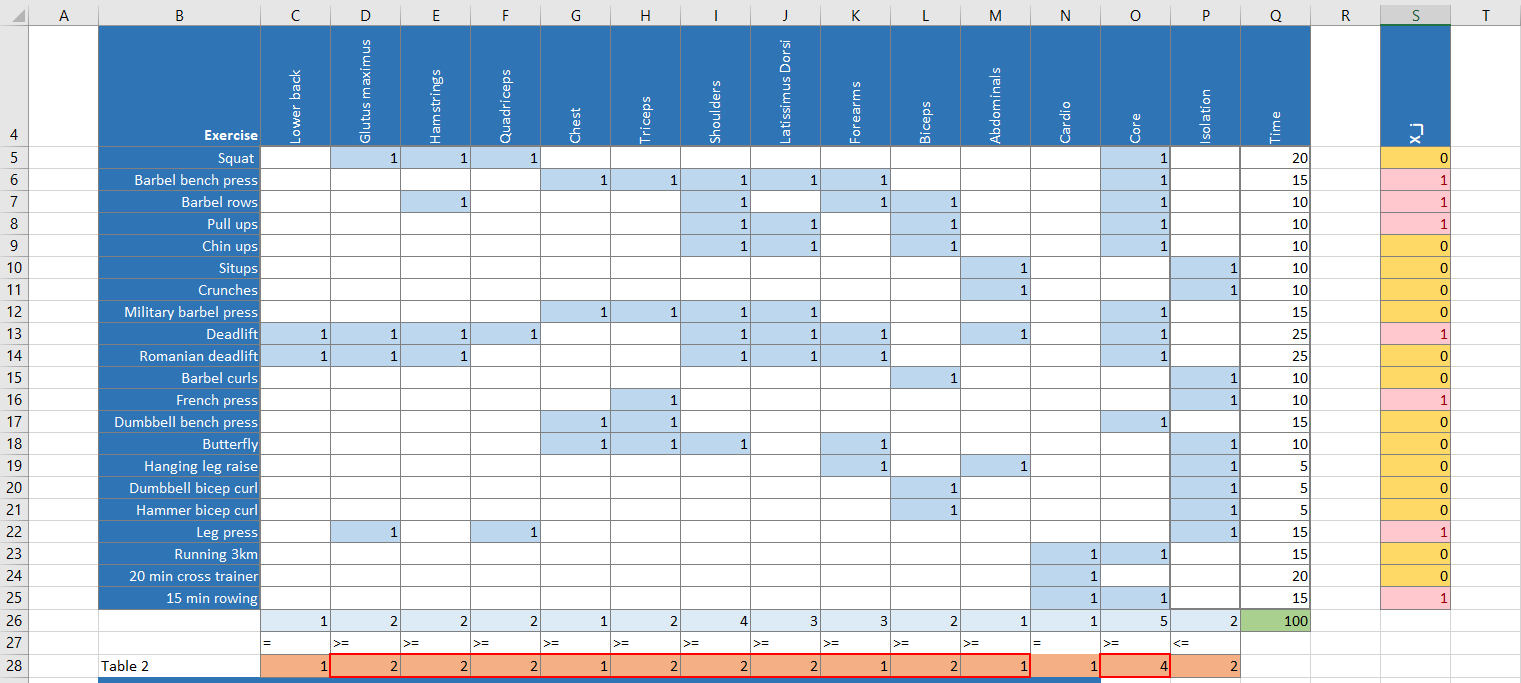 A B C D E F G H I J K L M N O P Q R S T
4 Exercise Lower back Glutus maximus Hamstrings Quadriceps Chest Triceps Shoulders Latissimus Dorsi Forearms Biceps Abdominals Cardio Core Isolation Time x_j
5 Squat 1 1 1 1 20 0
6 Barbel bench press 1 1 1 1 1 1 15 1
7 Barbel rows 1 1 1 1 1 10 1
8 Pull ups 1 1 1 1 10 1
9 Chin ups 1 1 1 1 10 0
10 Situps 1 1 10 0
11 Crunches 1 1 10 0
12 Military barbel press 1 1 1 1 1 15 0
13 Deadlift 1 1 1 1 1 1 1 1 1 25 1
14 Romanian deadlift 1 1 1 1 1 1 1 25 0
15 Barbel curls 1 1 10 0
16 French press 1 1 10 1
17 Dumbbell bench press 1 1 1 15 0
18 Butterfly 1 1 1 1 1 10 0
19 Hanging leg raise 1 1 1 5 0
20 Dumbbell bicep curl 1 1 5 0
21 Hammer bicep curl 1 1 5 0
22 Leg press 1 1 1 15 1
23 Running 3km 1 1 15 0
24 20 min cross trainer 1 20 0
25 15 min rowing 1 1 15 1
26 1 2 2 2 1 2 4 3 3 2 1 1 5 2 100
27 = >= >= >= >= >= >= >= >= >= >= = >= <=
28 Table 2 1 2 2 2 1 2 2 2 1 2 1 1 4 2